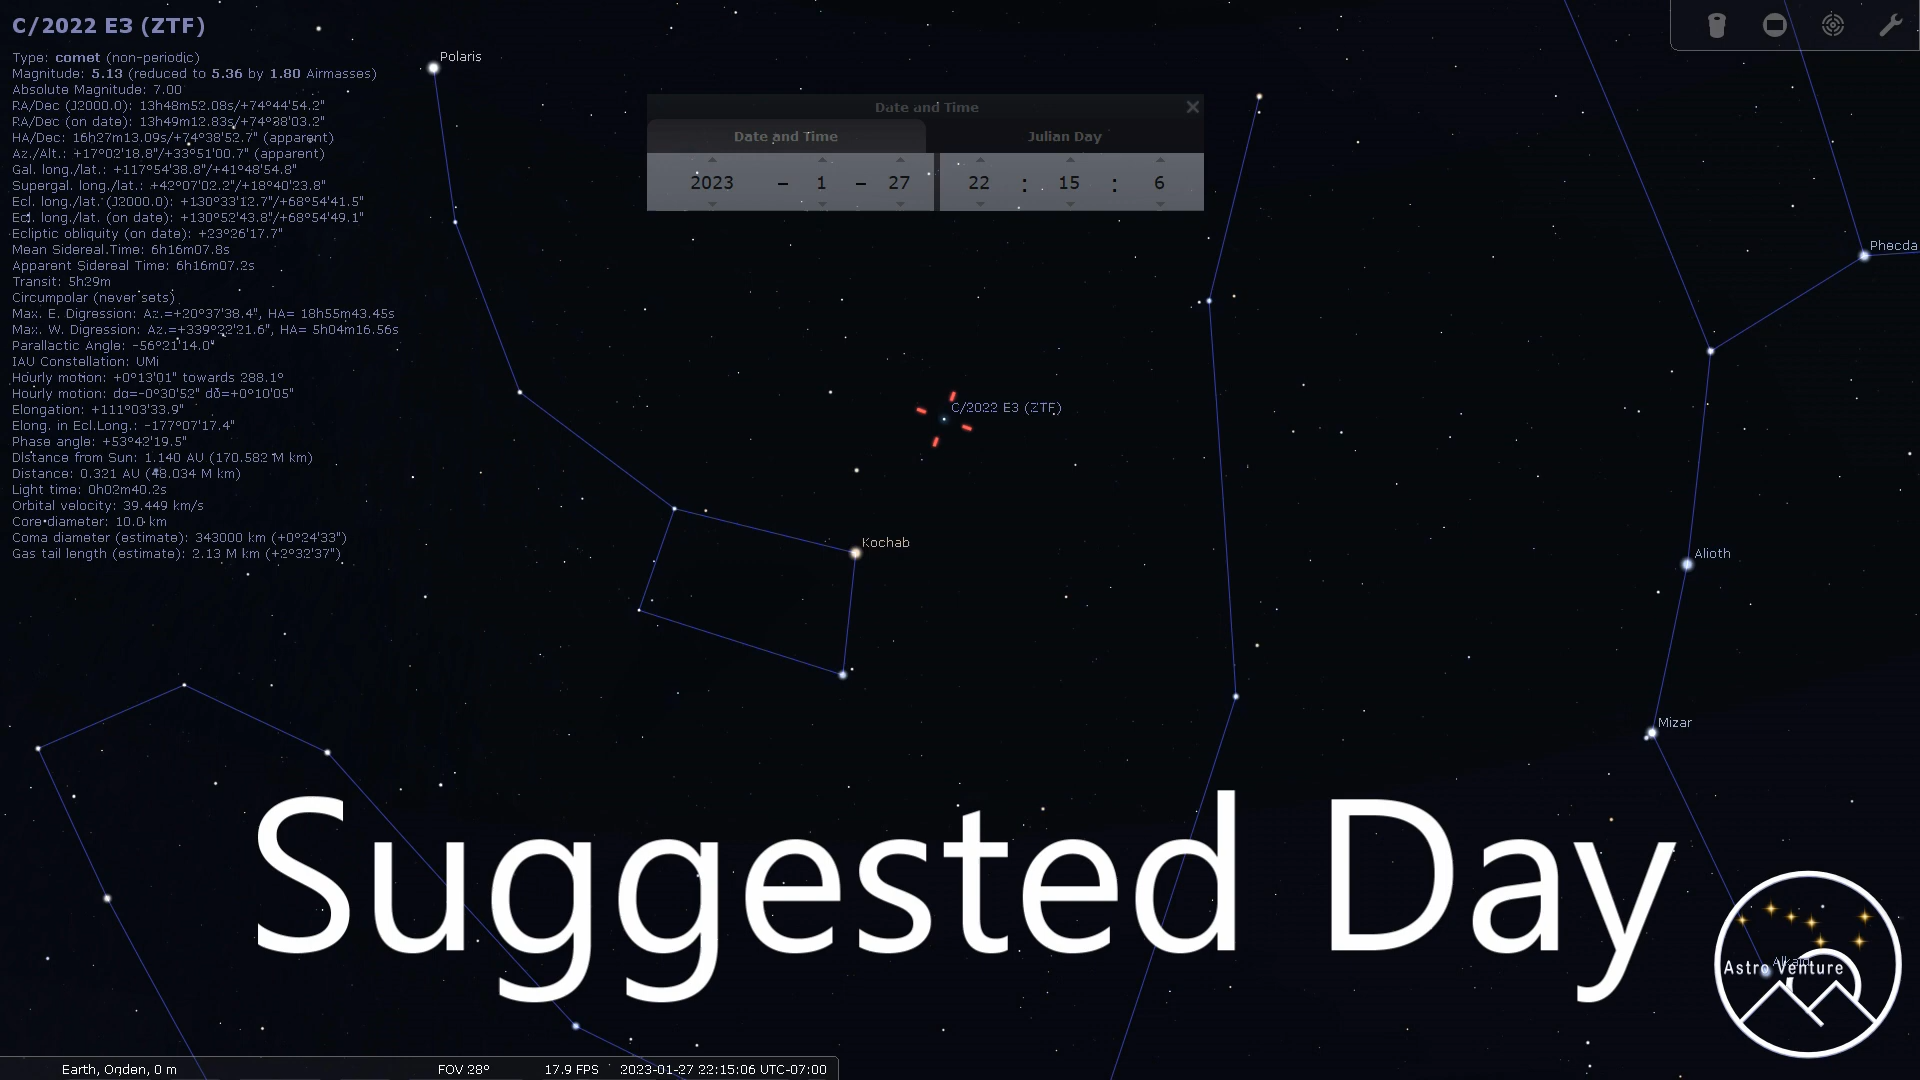 C/2022 E3 (ZTF)
Type: comet (non-periodic)
Magnitude: 5.13 (reduced to 5.36 by 1.80 Airmasses)
Absolute Magnitude: 7.00
RA/Dec (J2000.0): 13h48m52.08s/+74°44'54.2"
RA/Dec (on date): 13h49m12.83s/+74°38'03.2"
HA/Dec: 16h27m13.09s/+74°38'52.7" (apparent)
Az./Alt.: +17°02'18.8"/+33°51'00.7" (apparent)
Gal. long./lat.: +117°54'38.8"/+41°48'54.8"
Supergal. long./lat.: +42°07'02.2"/+18°40'23.8"
Ecl. long./lat. (J2000.0): +130°33'12.7"/+68°54'41.5"
Ecl. long./lat. (on date): +130°52'43.8"/+68°54'49.1"
Ecliptic obliquity (on date): +23°26'17.7"
Mean Sidereal Time: 6h16m07.8s
Apparent Sidereal Time: 6h16m07.2s
Transit: 5h29m
Circumpolar (never sets)
Max. E. Digression: Az.=+20°37'38.4", HA= 18h55m43.45s
Max. W. Digression: Az.=+339°22'21.6", HA= 5h04m16.56s
Parallactic Angle: -56°21'14.0"
IAU Constellation: UMi
Hourly motion: +0°13'01" towards 288.1°
Hourly motion: dα=-0°30'52" dδ=+0°10'05"
Elongation: +111°03'33.9"
Elong. in Ecl.Long.: -177°07'17.4"
Phase angle: +53°42'19.5"
Distance from Sun: 1.140 AU (170.582 M km)
Distance: 0.321 AU (48.034 M km)
Light time: 0h02m40.2s
Orbital velocity: 39.449 km/s
Core diameter: 10.0 km
Coma diameter (estimate): 343000 km (+0°24'33")
Gas tail length (estimate): 2.13 M km (+2°32'37")
Polaris
Date and Time
Date and Time Julian Day
2023 - 1 - 27 22 : 15 : 6
Phecda
C/2022 E3 (ZTF)
Kochab
Alioth
Mizar
Suggested Day
Alkaid
Astro Venture
Earth, Ogden, 0 m FOV 28° 17.9 FPS 2023-01-27 22:15:06 UTC-07:00